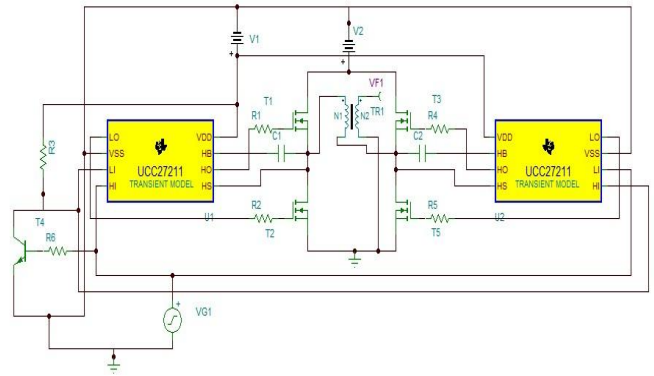 V1
V2
VF1
T1
T3
R1
N1
N2
TR1
R4
R3
LO
VDD
C1
C2
VDD
LO
VSS
HB
HB
VSS
LI
UCC27211
HO
HO
UCC27211
LI
HI
TRANSIENT MODEL
HS
HS
TRANSIENT MODEL
HI
T4
R2
U1
R5
U2
R6
T2
T5
VG1